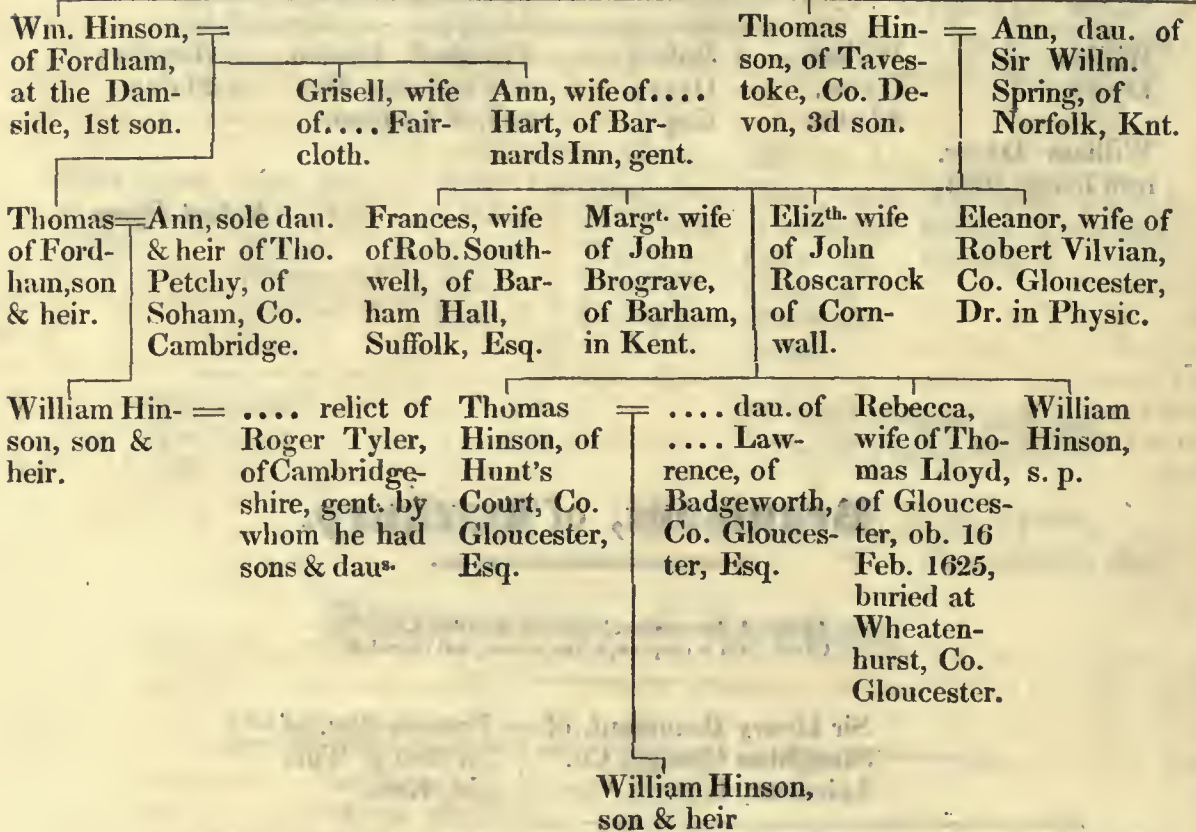 Wm. Hinson,
of Fordham,
at the Dam-
side, 1st son.
Grisell, wife
of.... Fair-
cloth.
Ann, wife of....
Hart, of Bar-
nards Inn, gent.
Thomas Hin-
son, of Taves-
toke, Co. De-
von, 3d son.
Ann, dau. of
Sir Willm.
Spring, of
Norfolk, Knt.
Thomas
of Ford-
ham, son
& heir.
Ann, sole dau.
& heir of Tho.
Petchy, of
Soham, Co.
Cambridge.
Frances, wife
of Rob. South-
well, of Bar-
ham Hall,
Suffolk, Esq.
Margt. wife
of John
Brograve,
of Barham,
in Kent.
Elizth. wife
of John
Roscarrock
of Corn-
wall.
Eleanor, wife of
Robert Vilvian,
Co. Gloucester,
Dr. in Physic.
William Hin-
son, son &
heir.
.... relict of
Roger Tyler,
of Cambridge-
shire, gent. by
whom he had
sons & daus.
Thomas
Hinson, of
Hunt's
Court, Co.
Gloucester,
Esq.
.... dau. of
.... Law-
rence, of
Badgeworth,
Co. Glouces-
ter, Esq.
Rebecca,
wife of Tho-
mas Lloyd,
of Glouces-
ter, ob. 16
Feb. 1625,
buried at
Wheaten-
hurst, Co.
Gloucester.
William
Hinson,
s. p.
William Hinson,
son & heir